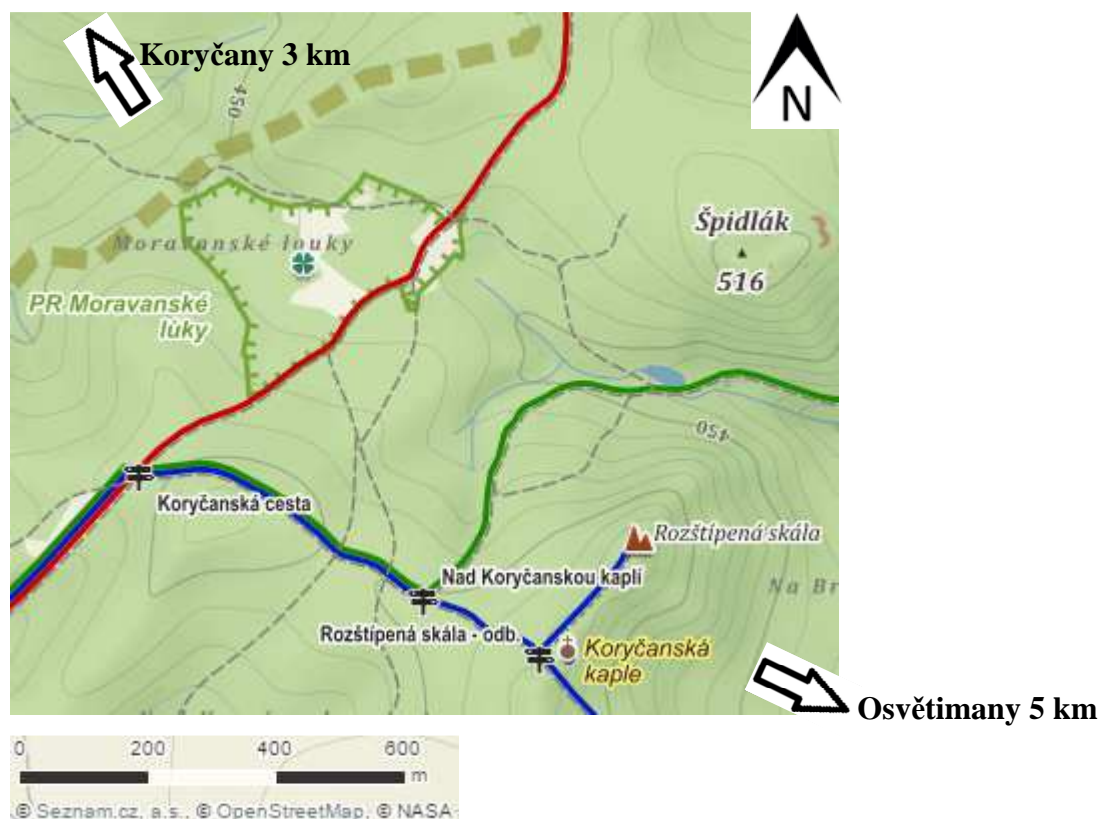 Koryčany 3 km
N
450
Špidlák
516
Moravanské louky
PR Moravanské
lúky
450
Koryčanská cesta
Rozštípená skála
Nad Koryčanskou kaplí
Na Br
Rozštípená skála - odb.
Koryčanská
kaple
Osvětimany 5 km
0 200 400 600
m
© Seznam.cz, a.s., © OpenStreetMap, © NASA